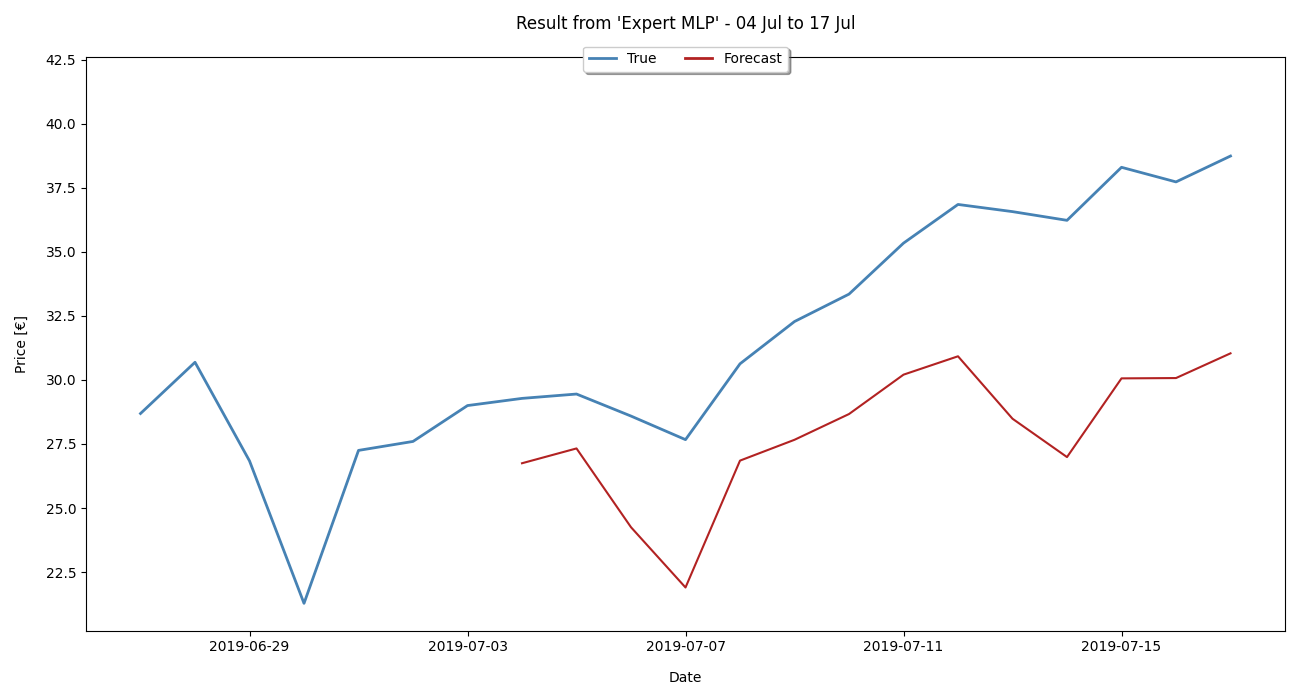 Result from 'Expert MLP' - 04 Jul to 17 Jul
True Forecast
42.5
40.0
37.5
35.0
32.5
30.0
27.5
25.0
22.5
Price [€]
2019-06-29 2019-07-03 2019-07-07 2019-07-11 2019-07-15
Date